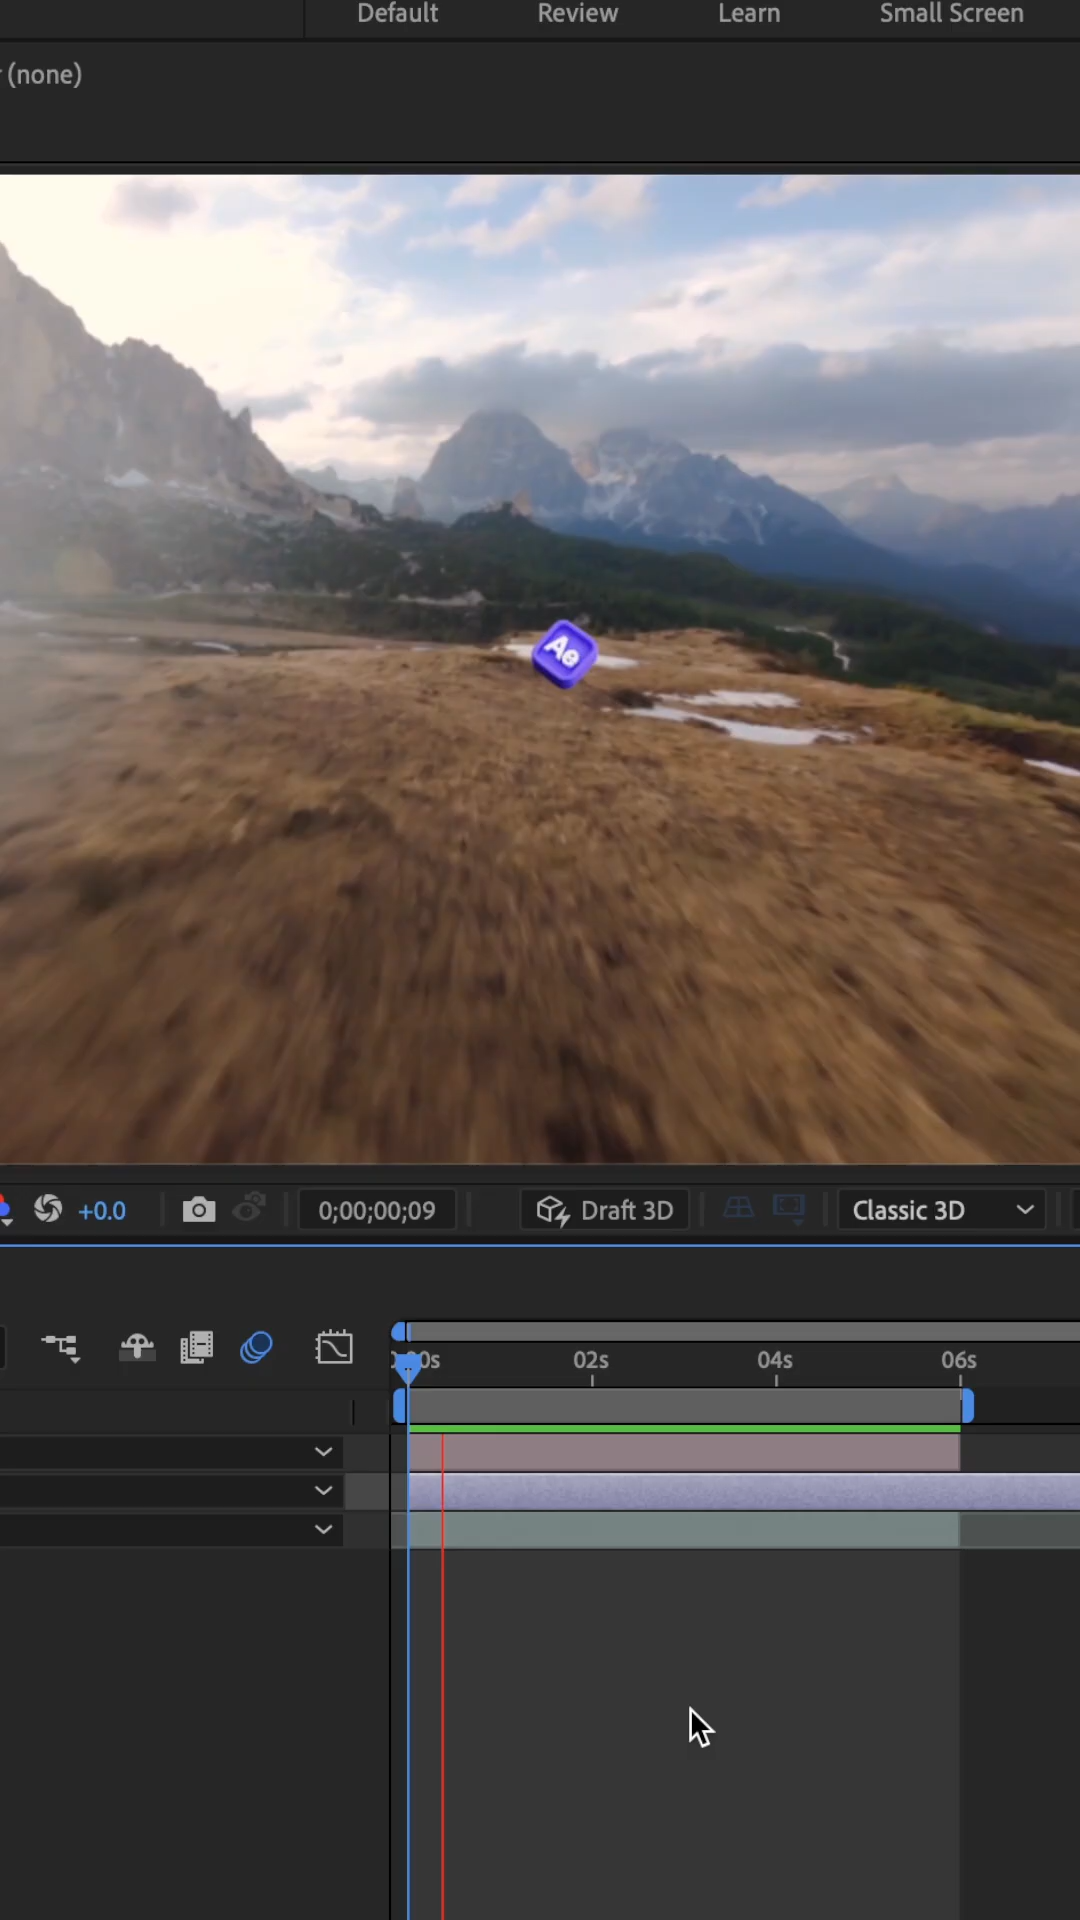 Default Review Learn Small Screen
(none)
Ae
+0.0 0;00;00;09 Draft 3D Classic 3D
02s 04s 06s